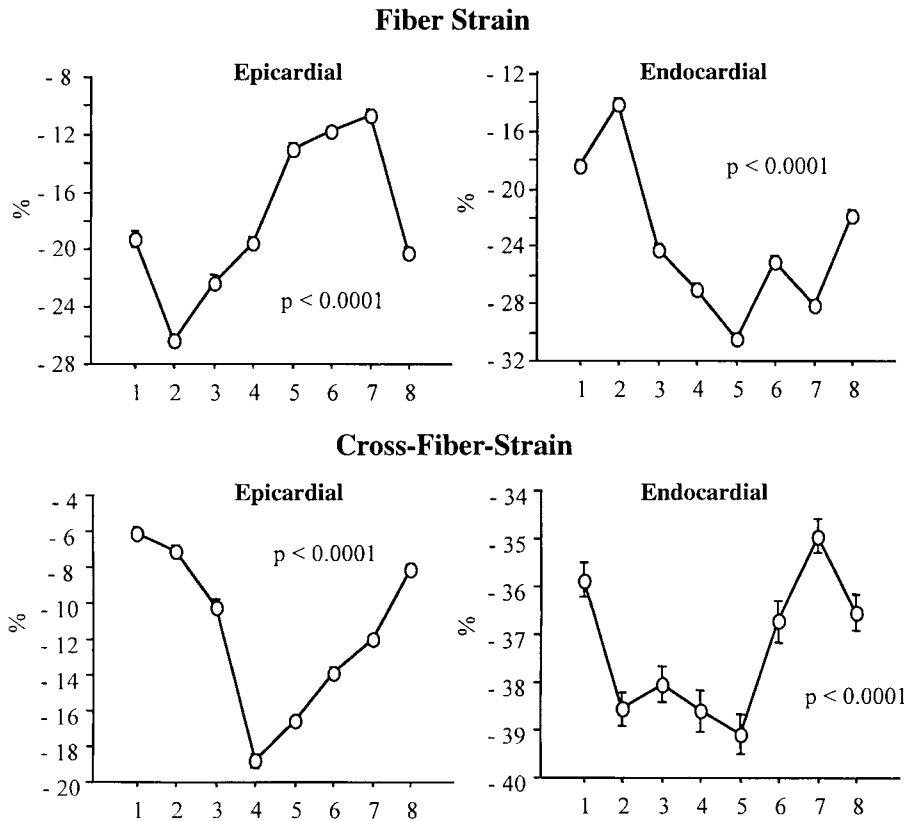 Fiber Strain
Epicardial
- 8
- 12
- 16
- 20
- 24
- 28
%
p < 0.0001
1 2 3 4 5 6 7 8
Endocardial
- 12
- 16
- 20
- 24
- 28
- 32
%
p < 0.0001
1 2 3 4 5 6 7 8
Cross-Fiber-Strain
Epicardial
- 4
- 6
- 8
- 10
- 12
- 14
- 16
- 18
- 20
%
p < 0.0001
1 2 3 4 5 6 7 8
Endocardial
- 34
- 35
- 36
- 37
- 38
- 39
- 40
%
p < 0.0001
1 2 3 4 5 6 7 8